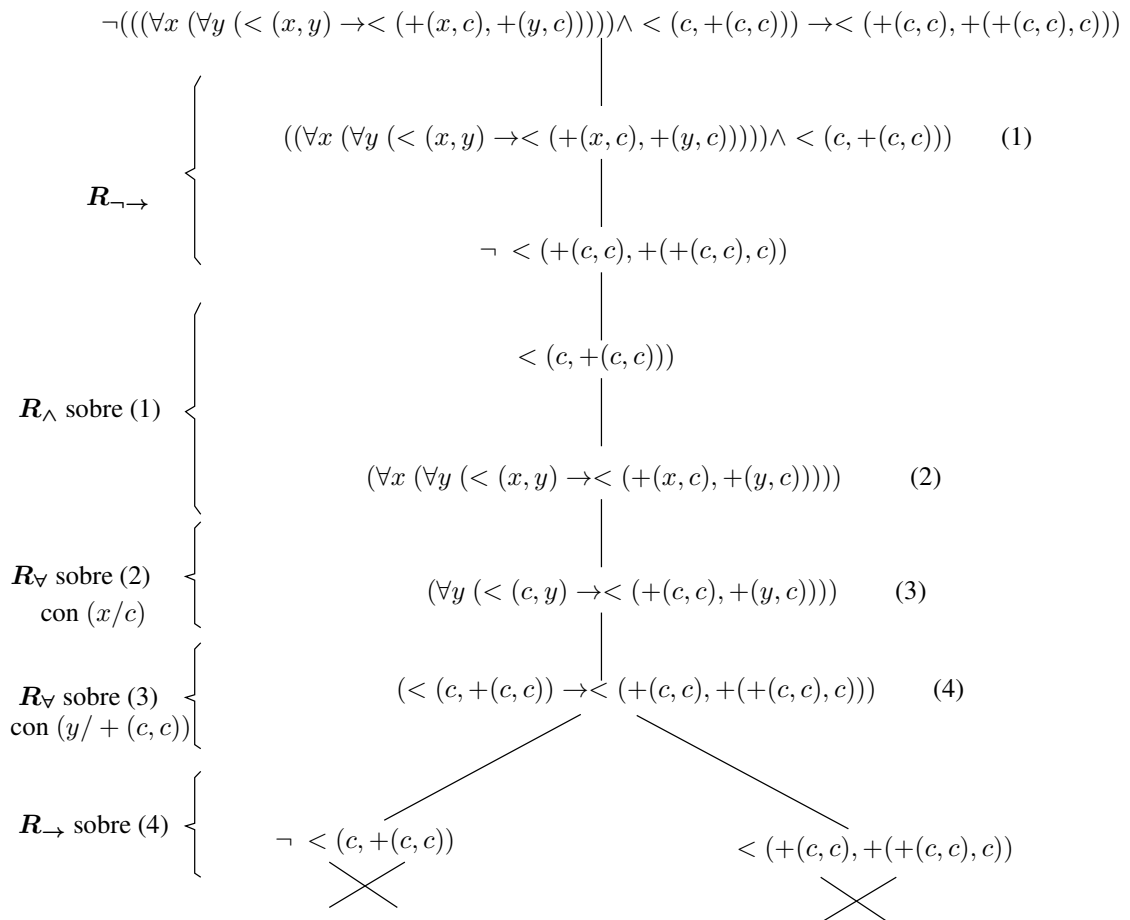 ¬(((∀x (∀y (< (x, y) →< (+(x, c), +(y, c)))))∧ < (c, +(c, c))) →< (+(c, c), +(+(c, c), c)))
((∀x (∀y (< (x, y) →< (+(x, c), +(y, c)))))∧ < (c, +(c, c))) (1)
R¬→
¬ < (+(c, c), +(+(c, c), c))
< (c, +(c, c)))
R∧ sobre (1)
(∀x (∀y (< (x, y) →< (+(x, c), +(y, c))))) (2)
R∀ sobre (2)
con (x/c)
(∀y (< (c, y) →< (+(c, c), +(y, c)))) (3)
R∀ sobre (3)
con (y/ + (c, c))
(< (c, +(c, c)) →< (+(c, c), +(+(c, c), c))) (4)
R→ sobre (4)
¬ < (c, +(c, c))
< (+(c, c), +(+(c, c), c))